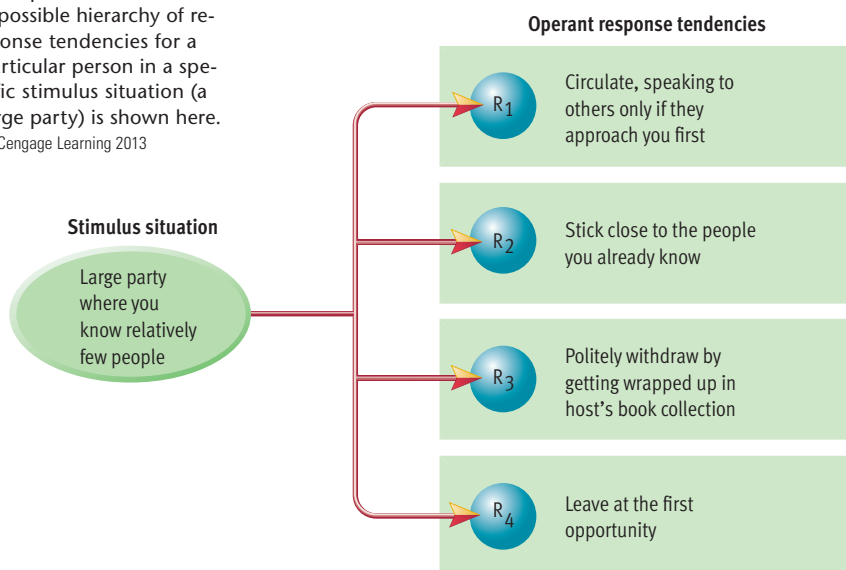 possible hierarchy of re-
onse tendencies for a
rticular person in a spe-
fic stimulus situation (a
rge party) is shown here.
Cengage Learning 2013
Operant response tendencies
Stimulus situation
Large party
where you
know relatively
few people
R1
Circulate, speaking to
others only if they
approach you first
R2
Stick close to the people
you already know
R3
Politely withdraw by
getting wrapped up in
host's book collection
R4
Leave at the first
opportunity